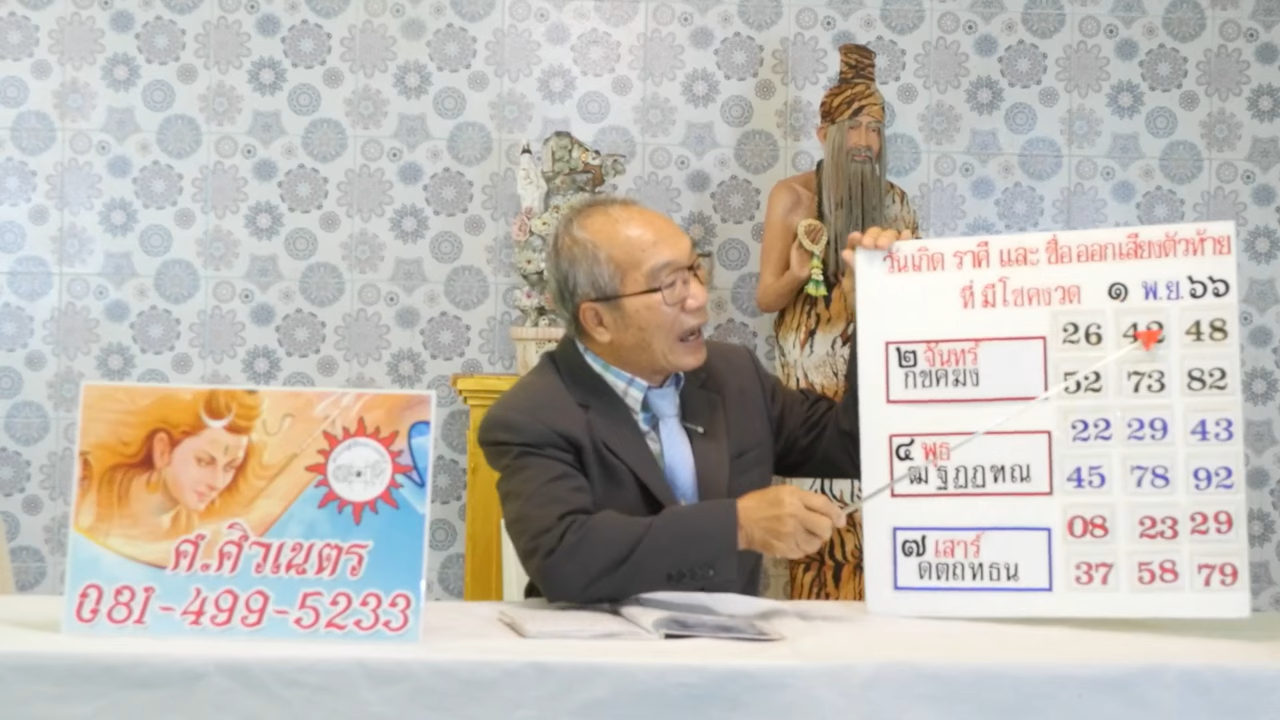 ศ.ศิวเนตร
081-499-5233
วันเกิด ราศี และ ชื่อ ออกเสียงตัวท้าย
ที่ มีโชคงวด ๑ พ.ย.๖๖
๒ จันทร์
กขคฆง
26 42 48
52 73 82
๔ พุธ
ฒ ฐฎฏฑณ
22 29 43
45 78 92
๗ เสาร์
ดตถทธน
08 23 29
37 58 79